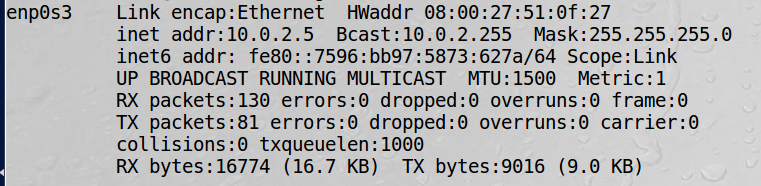 enp0s3    Link encap:Ethernet  HWaddr 08:00:27:51:0f:27
          inet addr:10.0.2.5  Bcast:10.0.2.255  Mask:255.255.255.0
          inet6 addr: fe80::7596:bb97:5873:627a/64 Scope:Link
          UP BROADCAST RUNNING MULTICAST  MTU:1500  Metric:1
          RX packets:130 errors:0 dropped:0 overruns:0 frame:0
          TX packets:81 errors:0 dropped:0 overruns:0 carrier:0
          collisions:0 txqueuelen:1000
          RX bytes:16774 (16.7 KB)  TX bytes:9016 (9.0 KB)